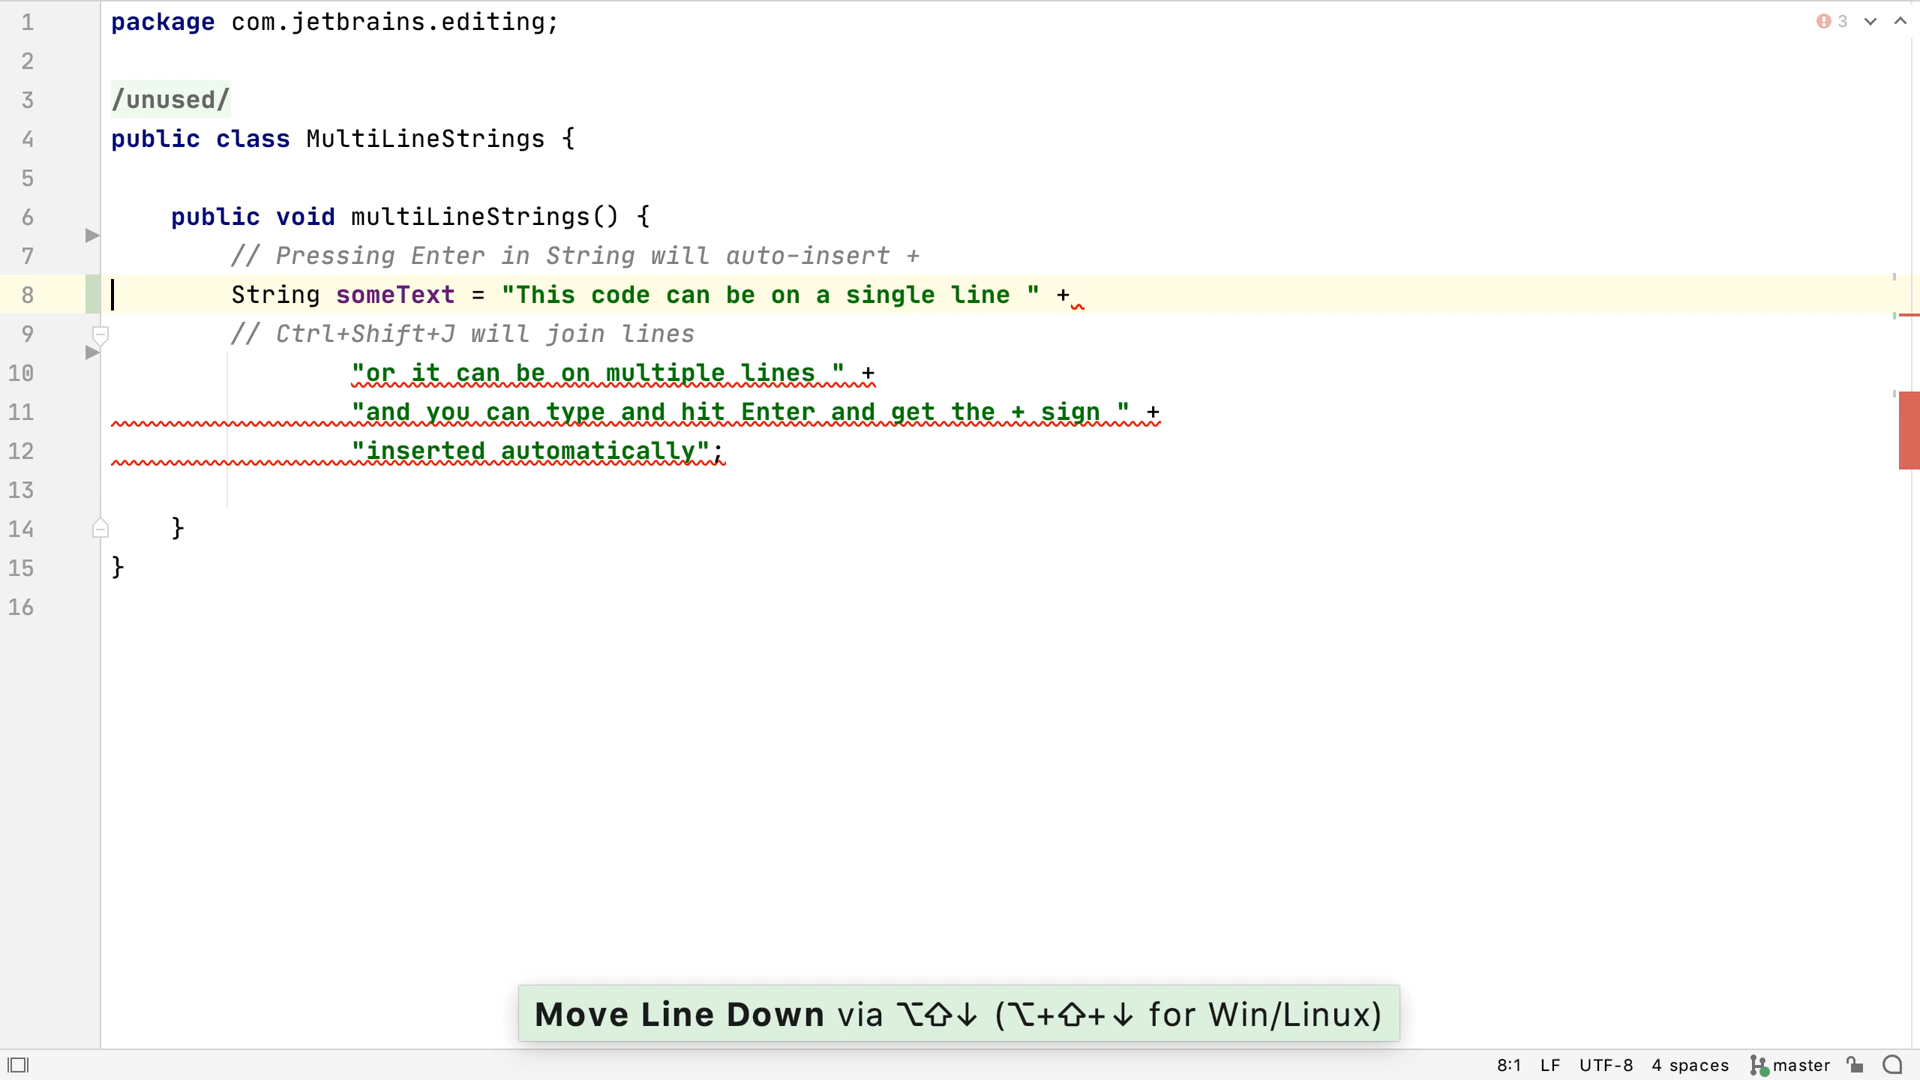 3
1 package com.jetbrains.editing;
2
3 /unused/
4 public class MultiLineStrings {
5
6     public void multiLineStrings() {
7         // Pressing Enter in String will auto-insert +
8         String someText = "This code can be on a single line " +
9         // Ctrl+Shift+J will join lines
10                 "or it can be on multiple lines " +
11                 "and you can type and hit Enter and get the + sign " +
12                 "inserted automatically";
13
14     }
15 }
16
Move Line Down via ⌥⇧↓ (⌥+⇧+↓ for Win/Linux)
8:1 LF UTF-8 4 spaces master